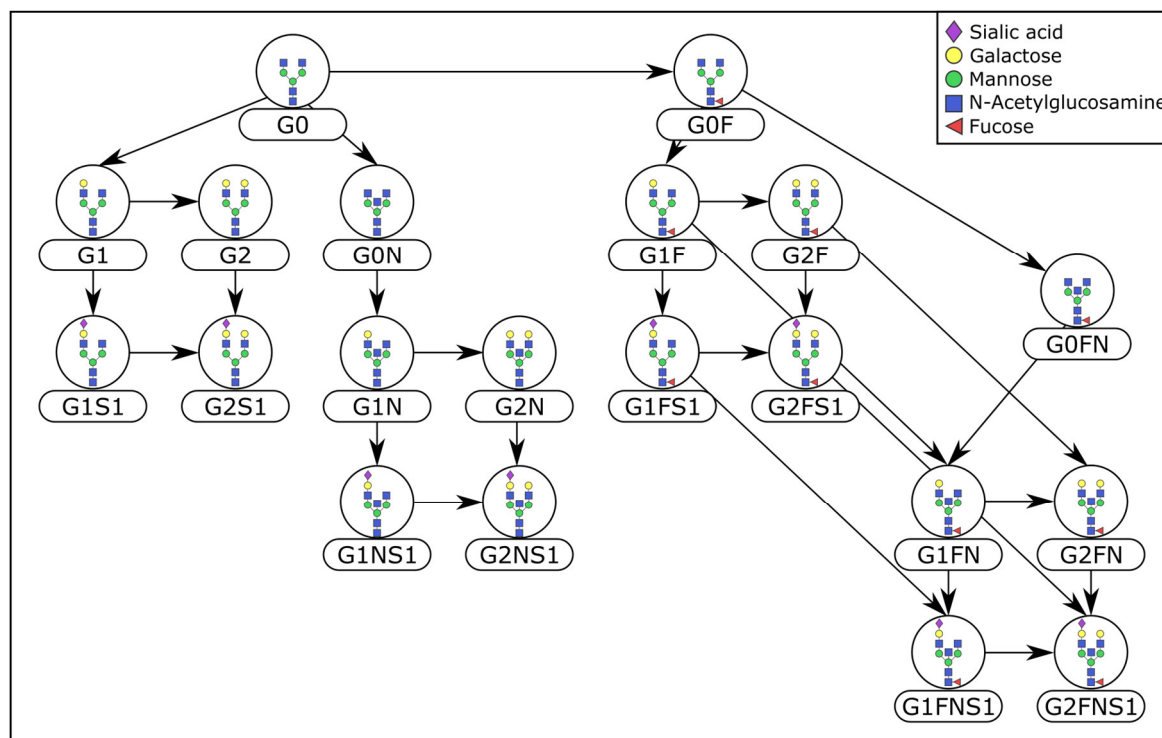 Sialic acid
Galactose
Mannose
N-Acetylglucosamine
Fucose
G0
G0F
G1
G2
G0N
G1F
G2F
G0FN
G1S1
G2S1
G1N
G2N
G1FS1
G2FS1
G1NS1
G2NS1
G1FN
G2FN
G1FNS1
G2FNS1